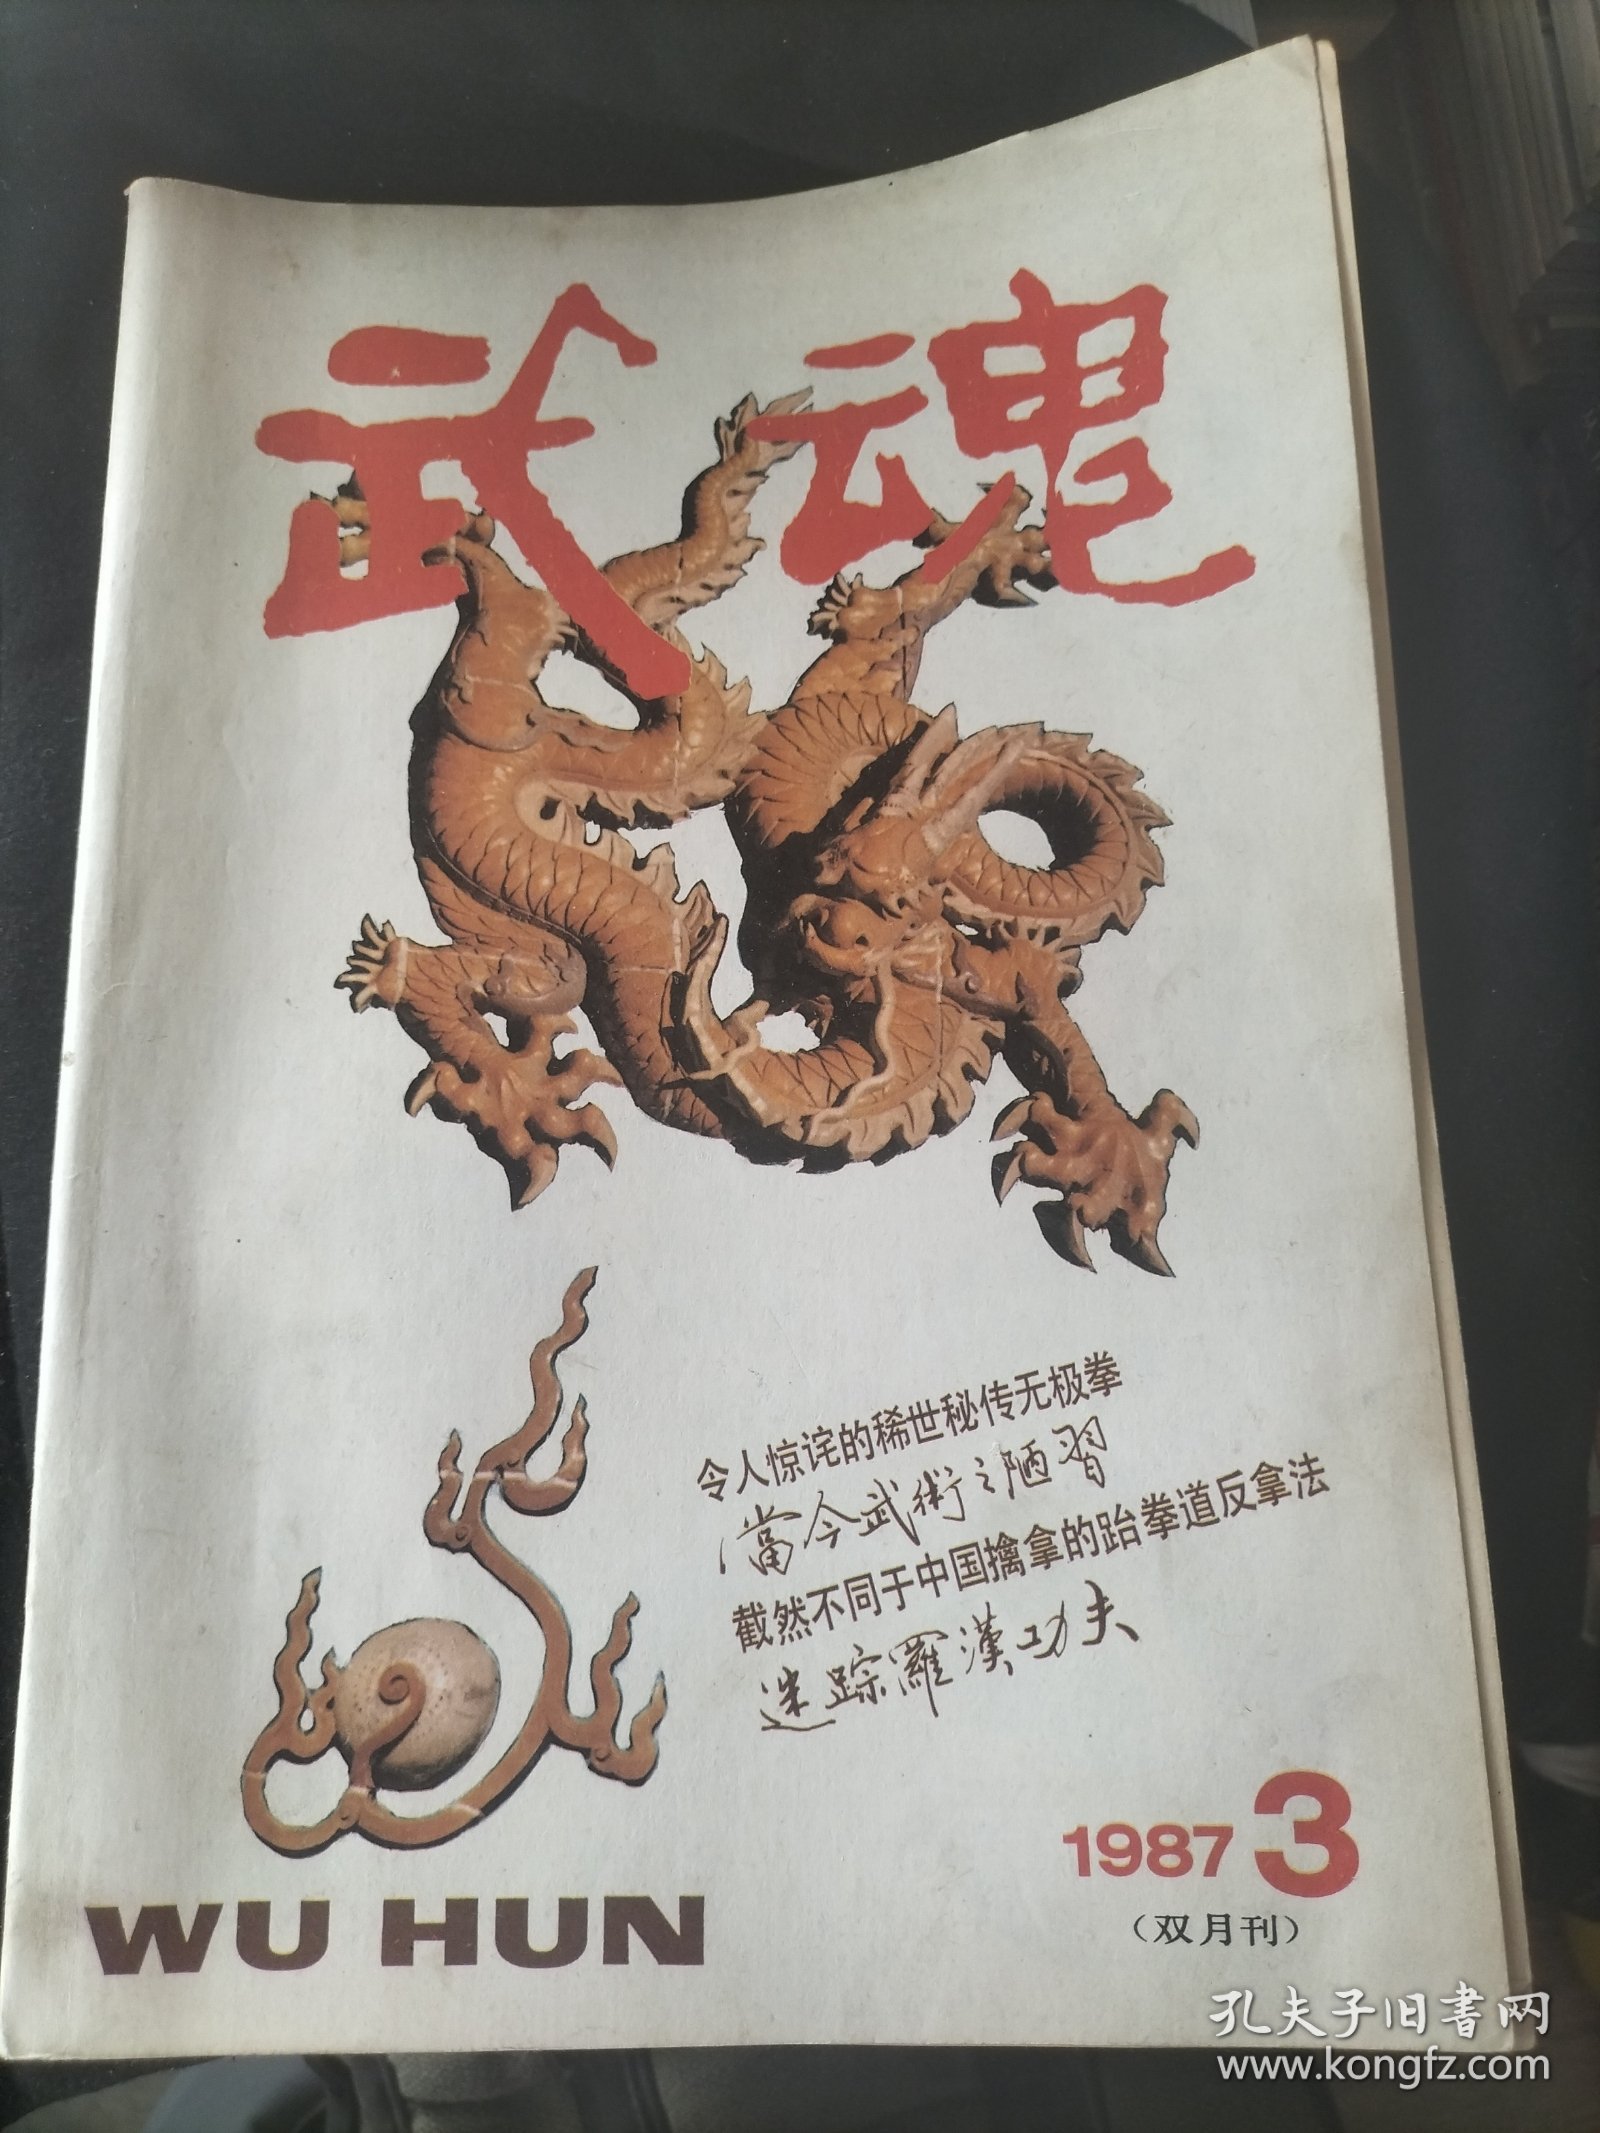 武魂
令人惊诧的稀世秘传无极拳
當今武術之陋習
截然不同于中国擒拿的跆拳道反拿法
迷踪羅漢功夫
1987 3
（双月刊）
WU HUN
孔夫子旧书网
www.kongfz.com